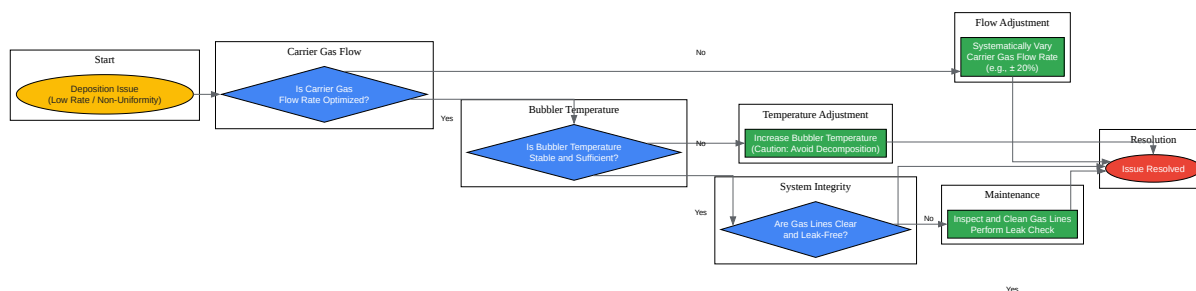 Start
Deposition Issue
(Low Rate / Non-Uniformity)
Carrier Gas Flow
Is Carrier Gas
Flow Rate Optimized?
No
Yes
Flow Adjustment
Systematically Vary
Carrier Gas Flow Rate
(e.g., ± 20%)
Bubbler Temperature
Is Bubbler Temperature
Stable and Sufficient?
No
Yes
Temperature Adjustment
Increase Bubbler Temperature
(Caution: Avoid Decomposition)
System Integrity
Are Gas Lines Clear
and Leak-Free?
No
Yes
Maintenance
Inspect and Clean Gas Lines
Perform Leak Check
Resolution
Issue Resolved